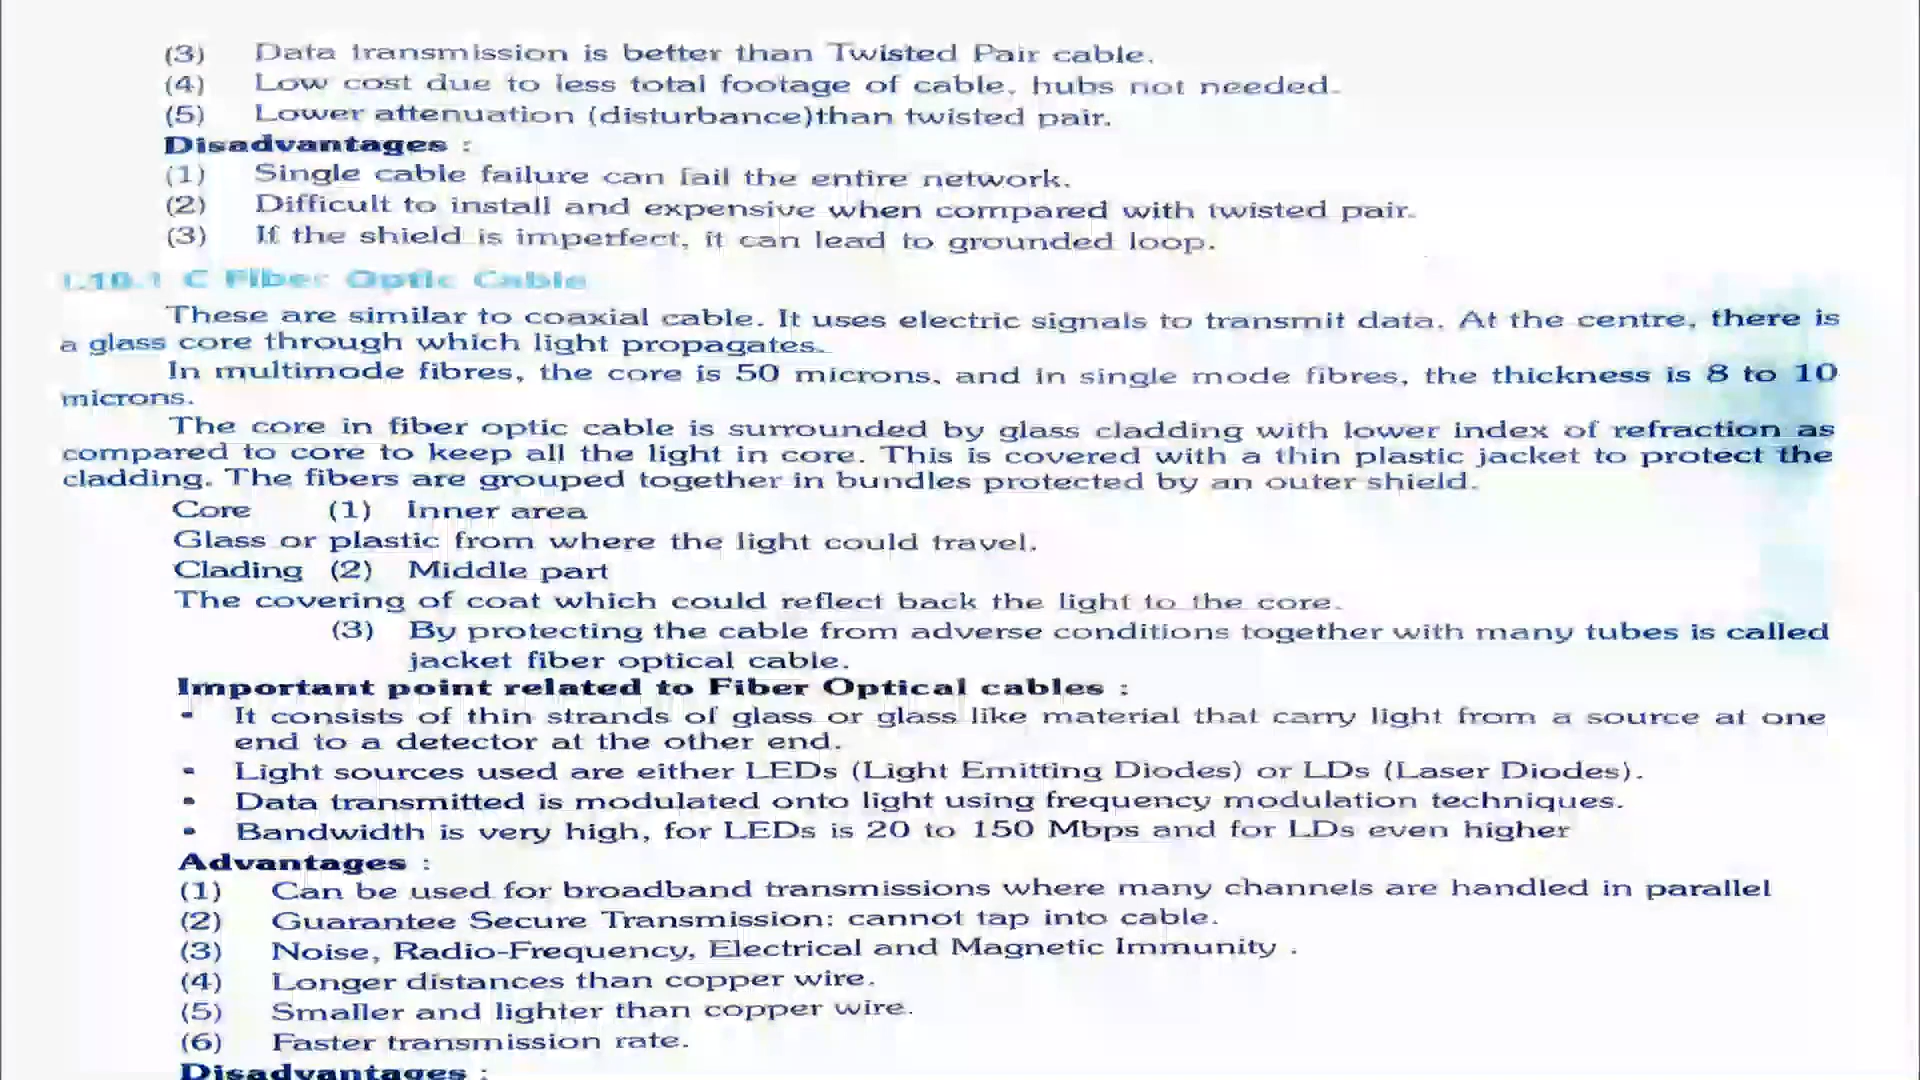 (3) Data transmission is better than Twisted Pair cable.
(4) Low cost due to less total footage of cable, hubs not needed.
(5) Lower attenuation (disturbance)than twisted pair.
Disadvantages :
(1) Single cable failure can fail the entire network.
(2) Difficult to install and expensive when compared with twisted pair.
(3) If the shield is imperfect, it can lead to grounded loop.
1.10.1 C Fiber Optic Cable
These are similar to coaxial cable. It uses electric signals to transmit data. At the centre, there is
a glass core through which light propagates.
In multimode fibres, the core is 50 microns, and in single mode fibres, the thickness is 8 to 10
microns.
The core in fiber optic cable is surrounded by glass cladding with lower index of refraction as
compared to core to keep all the light in core. This is covered with a thin plastic jacket to protect the
cladding. The fibers are grouped together in bundles protected by an outer shield.
Core (1) Inner area
Glass or plastic from where the light could travel.
Clading (2) Middle part
The covering of coat which could reflect back the light to the core.
(3) By protecting the cable from adverse conditions together with many tubes is called
jacket fiber optical cable.
Important point related to Fiber Optical cables :
- It consists of thin strands of glass or glass like material that carry light from a source at one
end to a detector at the other end.
- Light sources used are either LEDs (Light Emitting Diodes) or LDs (Laser Diodes).
• Data transmitted is modulated onto light using frequency modulation techniques.
• Bandwidth is very high, for LEDs is 20 to 150 Mbps and for LDs even higher
Advantages :
(1) Can be used for broadband transmissions where many channels are handled in parallel
(2) Guarantee Secure Transmission: cannot tap into cable.
(3) Noise, Radio-Frequency, Electrical and Magnetic Immunity .
(4) Longer distances than copper wire.
(5) Smaller and lighter than copper wire.
(6) Faster transmission rate.
Disadvantages :